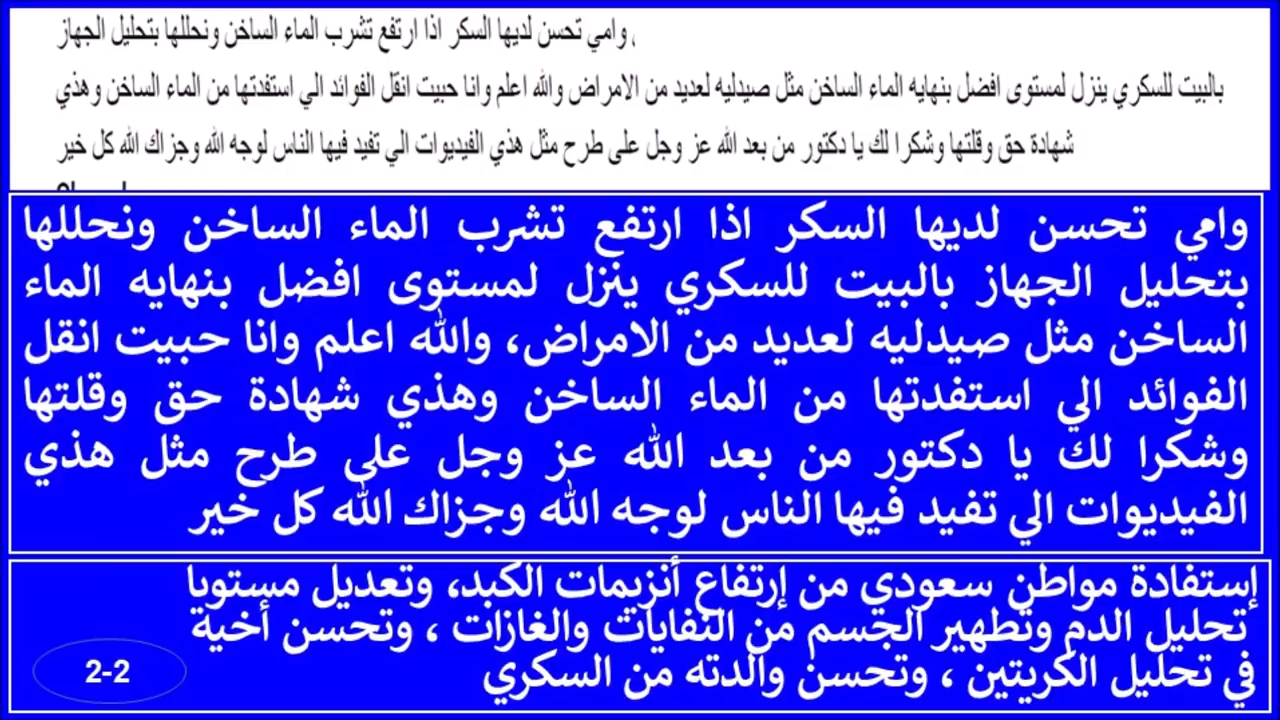 ، وامي تحسن لديها السكر اذا ارتفع تشرب الماء الساخن ونحللها بتحليل الجهاز
بالبيت للسكري ينزل لمستوى افضل بنهايه الماء الساخن مثل صيدليه لعديد من الامراض والله اعلم وانا حبيت انقل الفوائد الي استفدتها من الماء الساخن وهذي
شهادة حق وقلتها وشكرا لك يا دكتور من بعد الله عز وجل على طرح مثل هذي الفيديوات الي تفيد فيها الناس لوجه الله وجزاك الله كل خير
وامي تحسن لديها السكر اذا ارتفع تشرب الماء الساخن ونحللها
بتحليل الجهاز بالبيت للسكري ينزل لمستوى افضل بنهايه الماء
الساخن مثل صيدليه لعديد من الامراض، والله اعلم وانا حبيت انقل
الفوائد الي استفدتها من الماء الساخن وهذي شهادة حق وقلتها
وشكرا لك يا دكتور من بعد الله عز وجل على طرح مثل هذي
الفيديوات الي تفيد فيها الناس لوجه الله وجزاك الله كل خير
إستفادة مواطن سعودي من إرتفاع أنزيمات الكبد، وتعديل مستويا
تحليل الدم وتطهير الجسم من النفايات والغازات ، وتحسن أخية
في تحليل الكريتين ، وتحسن والدته من السكري
2-2